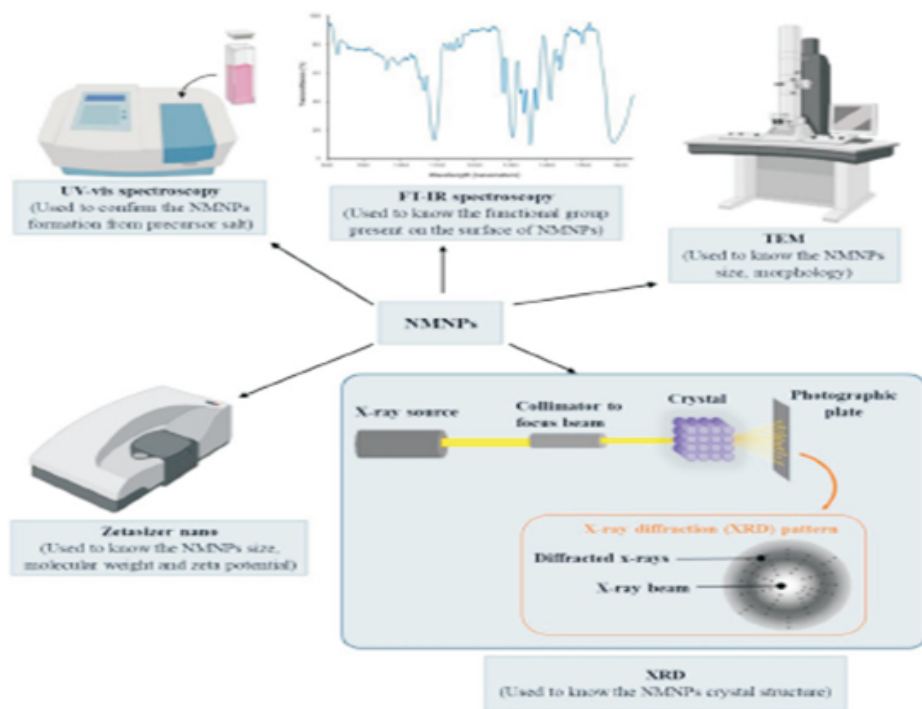 UV-vis spectroscopy
(Used to confirm the NMNPs
formation from precursor salt)
FT-IR spectroscopy
(Used to know the functional group
present on the surface of NMNPs)
TEM
(Used to know the NMNPs
size, morphology)
NMNPs
Zetasizer nano
(Used to know the NMNPs size,
molecular weight and zeta potential)
X-ray source
Collimator to
focus beam
Crystal
Photographic
plate
X-ray diffraction (XRD) pattern
Diffracted x-rays
X-ray beam
XRD
(Used to know the NMNPs crystal structure)